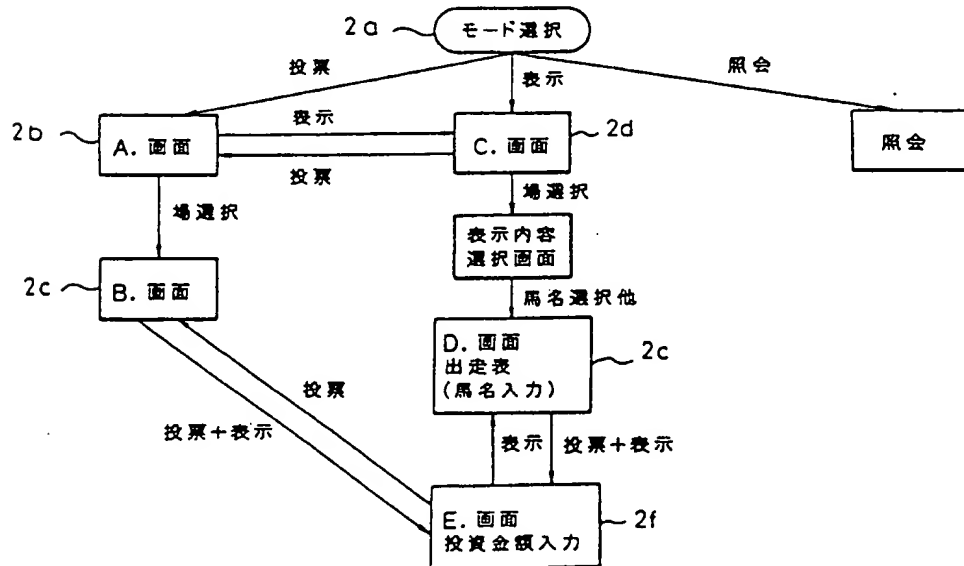 2a
モード選択
投票
表示
照会
2b
A. 画面
表示
投票
C. 画面
2d
照会
場選択
場選択
表示内容
選択画面
2c
B. 画面
馬名選択他
D. 画面
出走表
(馬名入力)
2c
投票
投票+表示
表示
投票+表示
E. 画面
投資金額入力
2f